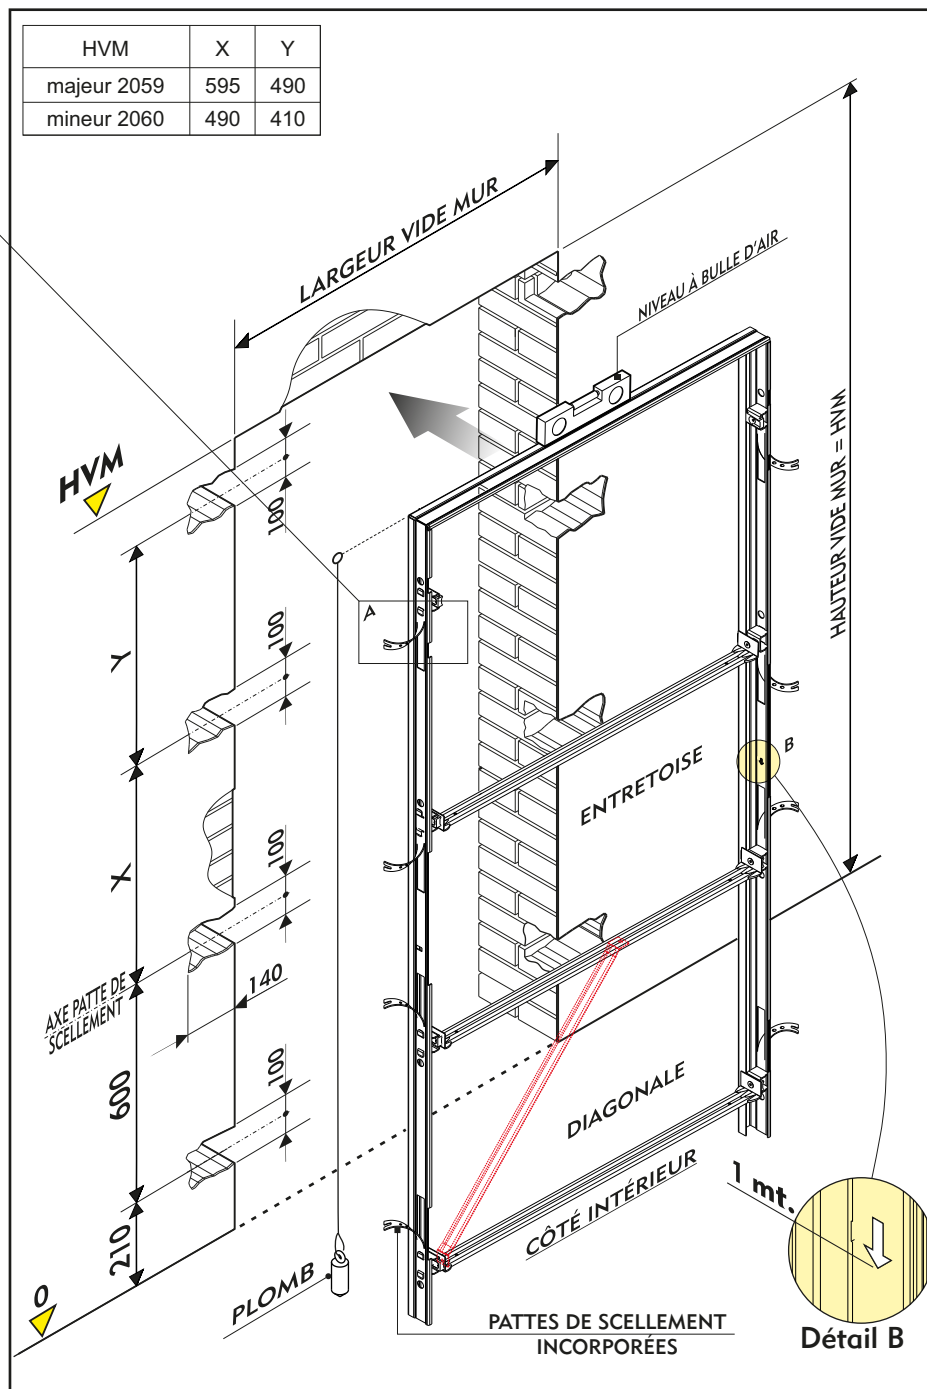 HVM X Y
majeur 2059 595 490
mineur 2060 490 410
LARGEUR VIDE MUR
NIVEAU À BULLE D'AIR
HVM
100
HAUTEUR VIDE MUR = HVM
A
100
Y
ENTRETOISE
B
X
100
140
AXE PATTE DE
SCELLEMENT
600
100
DIAGONALE
CÔTÉ INTÉRIEUR
1 mt.
210
0
PLOMB
PATTES DE SCELLEMENT
INCORPORÉES
Détail B